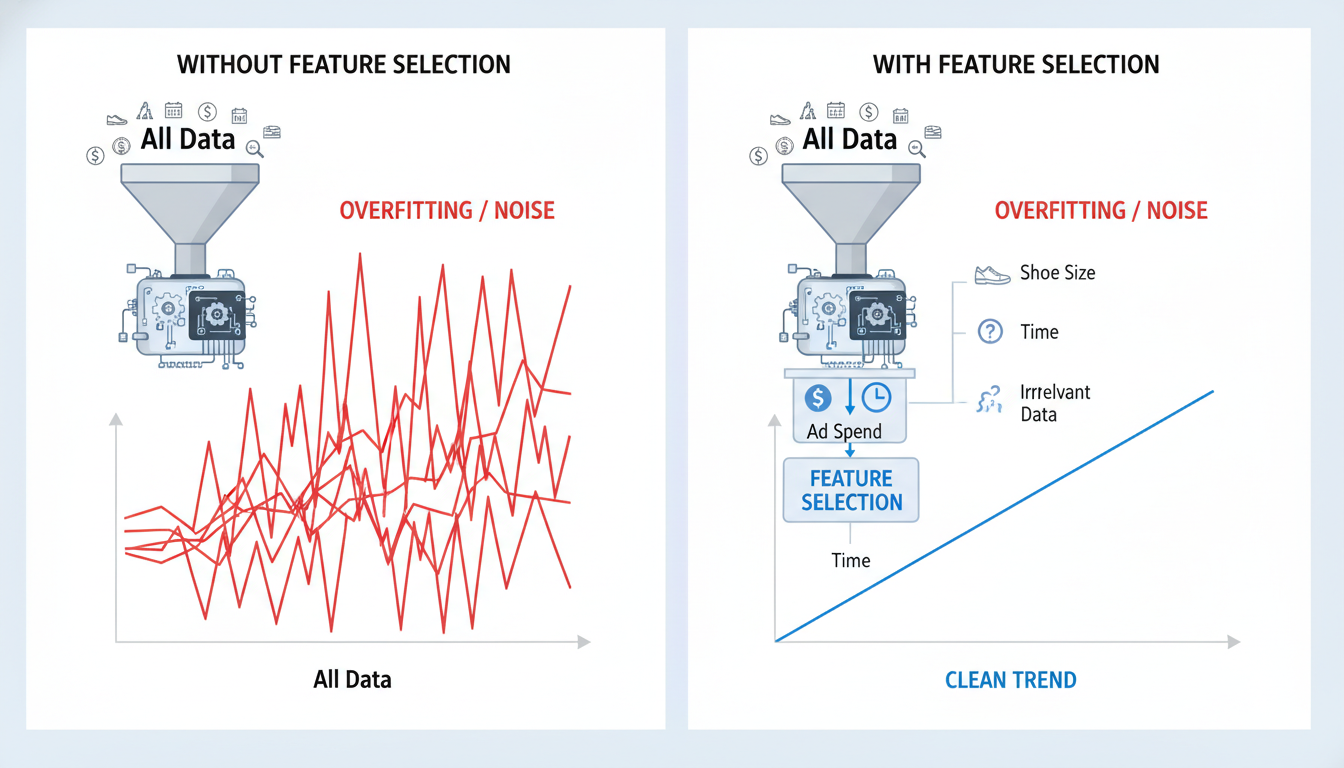 WITHOUT FEATURE SELECTION
All Data
OVERFITTING / NOISE
All Data
WITH FEATURE SELECTION
All Data
OVERFITTING / NOISE
Shoe Size
Time
Irrrelvant
Data
Ad Spend
FEATURE
SELECTION
Time
CLEAN TREND